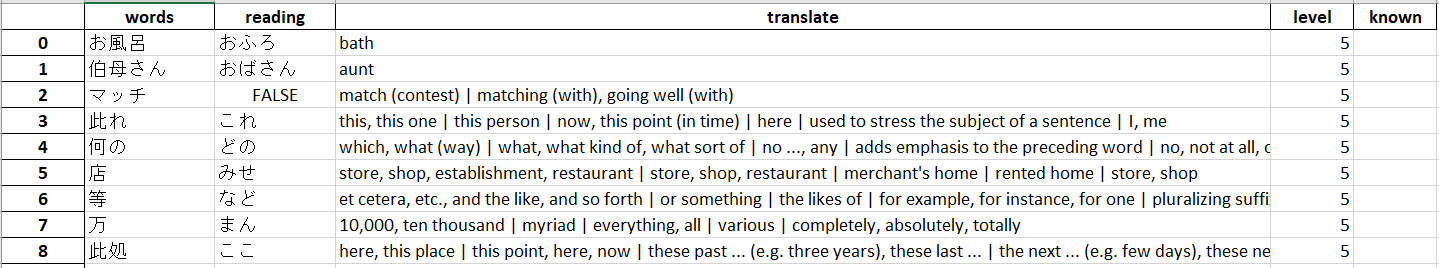 words reading translate level known
0 お風呂 おふろ bath 5
1 伯母さん おばさん aunt 5
2 マッチ FALSE match (contest) | matching (with), going well (with) 5
3 此れ これ this, this one | this person | now, this point (in time) | here | used to stress the subject of a sentence | I, me 5
4 何の どの which, what (way) | what, what kind of, what sort of | no ..., any | adds emphasis to the preceding word | no, not at all, c 5
5 店 みせ store, shop, establishment, restaurant | store, shop, restaurant | merchant's home | rented home | store, shop 5
6 等 など et cetera, etc., and the like, and so forth | or something | the likes of | for example, for instance, for one | pluralizing suffi 5
7 万 まん 10,000, ten thousand | myriad | everything, all | various | completely, absolutely, totally 5
8 此処 ここ here, this place | this point, here, now | these past ... (e.g. three years), these last ... | the next ... (e.g. few days), these ne 5